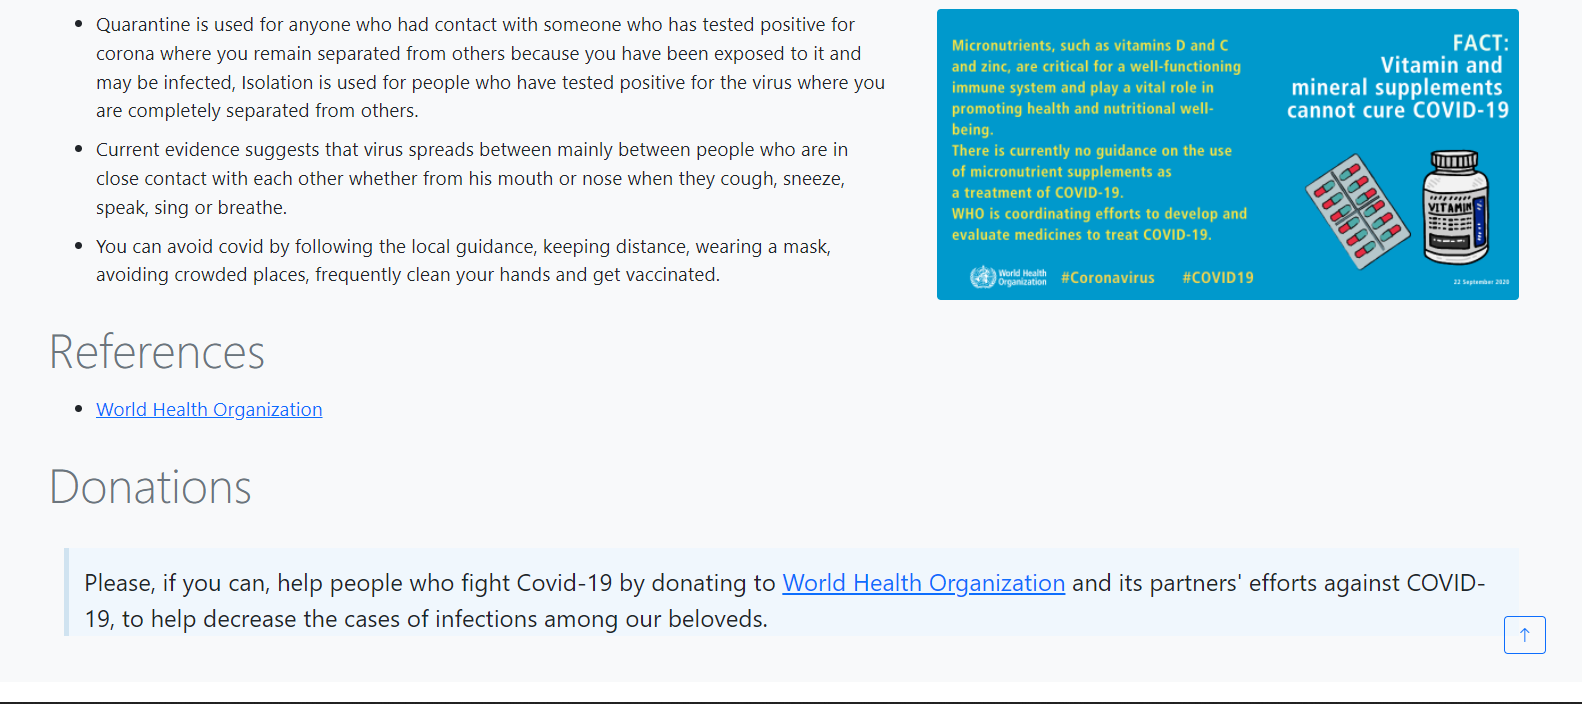 Quarantine is used for anyone who had contact with someone who has tested positive for
corona where you remain separated from others because you have been exposed to it and
may be infected, Isolation is used for people who have tested positive for the virus where you
are completely separated from others.
Current evidence suggests that virus spreads between mainly between people who are in
close contact with each other whether from his mouth or nose when they cough, sneeze,
speak, sing or breathe.
You can avoid covid by following the local guidance, keeping distance, wearing a mask,
avoiding crowded places, frequently clean your hands and get vaccinated.
Micronutrients, such as vitamins D and C
and zinc, are critical for a well-functioning
immune system and play a vital role in
promoting health and nutritional well-
being.
There is currently no guidance on the use
of micronutrient supplements as
a treatment of COVID-19.
WHO is coordinating efforts to develop and
evaluate medicines to treat COVID-19.
World Health
Organization
#Coronavirus #COVID19
FACT:
Vitamin and
mineral supplements
cannot cure COVID-19
VITAMIN
22 September 2020
References
World Health Organization
Donations
Please, if you can, help people who fight Covid-19 by donating to World Health Organization and its partners' efforts against COVID-
19, to help decrease the cases of infections among our beloveds.